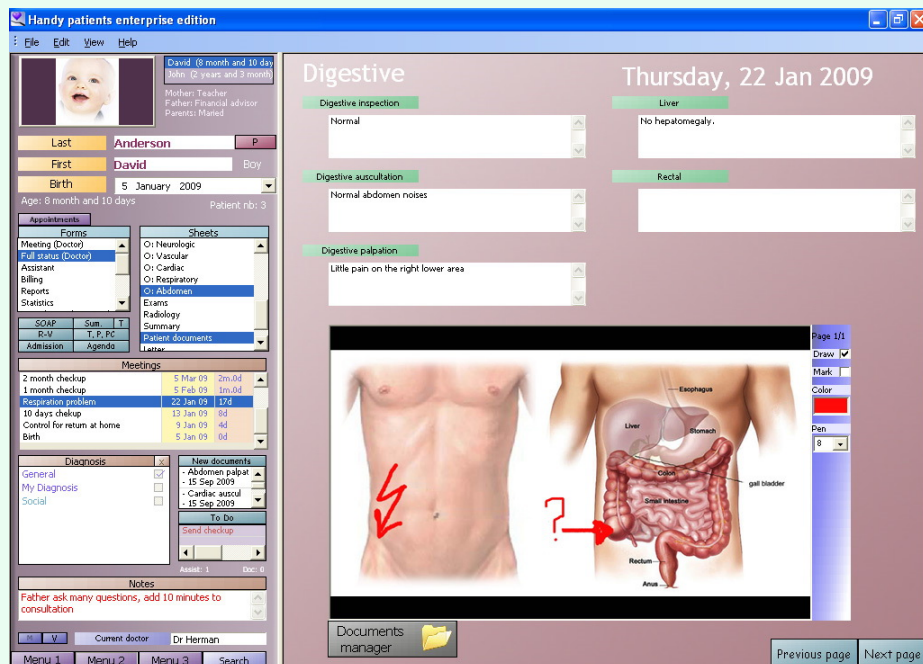 Handy patients enterprise edition
File Edit View Help
David (8 month and 10 day
John (2 years and 3 month)
Mother: Teacher
Father: Financial advisor
Parents: Maried
Last Anderson P
First David Boy
Birth 5 January 2009
Age: 8 month and 10 days
Patient nb: 3
Appointments
Forms
Meeting (Doctor)
Full status (Doctor)
Assistant
Billing
Reports
Statistics
Sheets
O: Neurologic
O: Vascular
O: Cardiac
O: Respiratory
O: Abdomen
Exams
Radiology
Summary
Patient documents
Letter
SOAP Sum. T
R-V T, P, PC
Admission Agenda
Meetings
2 month checkup 5 Mar 09 2m.0d
1 month checkup 5 Feb 09 1m.0d
Respiration problem 22 Jan 09 17d
10 days chekup 13 Jan 09 8d
Control for return at home 9 Jan 09 4d
Birth 5 Jan 09 0d
Diagnosis X
General
My Diagnosis
Social
New documents
- Abdomen palpat
- 15 Sep 2009
- Cardiac auscul
- 15 Sep 2009
To Do
Send checkup
Assist: 1 Doc: 0
Notes
Father ask many questions, add 10 minutes to
consultation
M V Current doctor Dr Herman
Menu 1 Menu 2 Menu 3 Search
Digestive
Thursday, 22 Jan 2009
Digestive inspection
Normal
Liver
No hepatomegaly.
Digestive auscultation
Normal abdomen noises
Rectal
Digestive palpation
Little pain on the right lower area
Page 1/1
Draw
Mark
Color
Pen
8
Esophagus
Liver
Stomach
Colon
gall bladder
Small Intestine
?
Rectum
Anus
Documents
manager
Previous page Next page